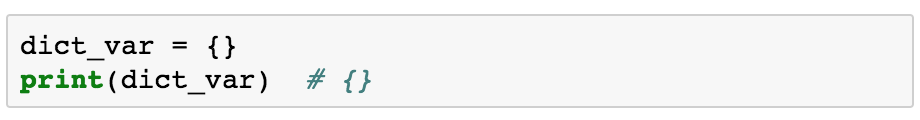 dict_var = {}
print(dict_var)  # {}